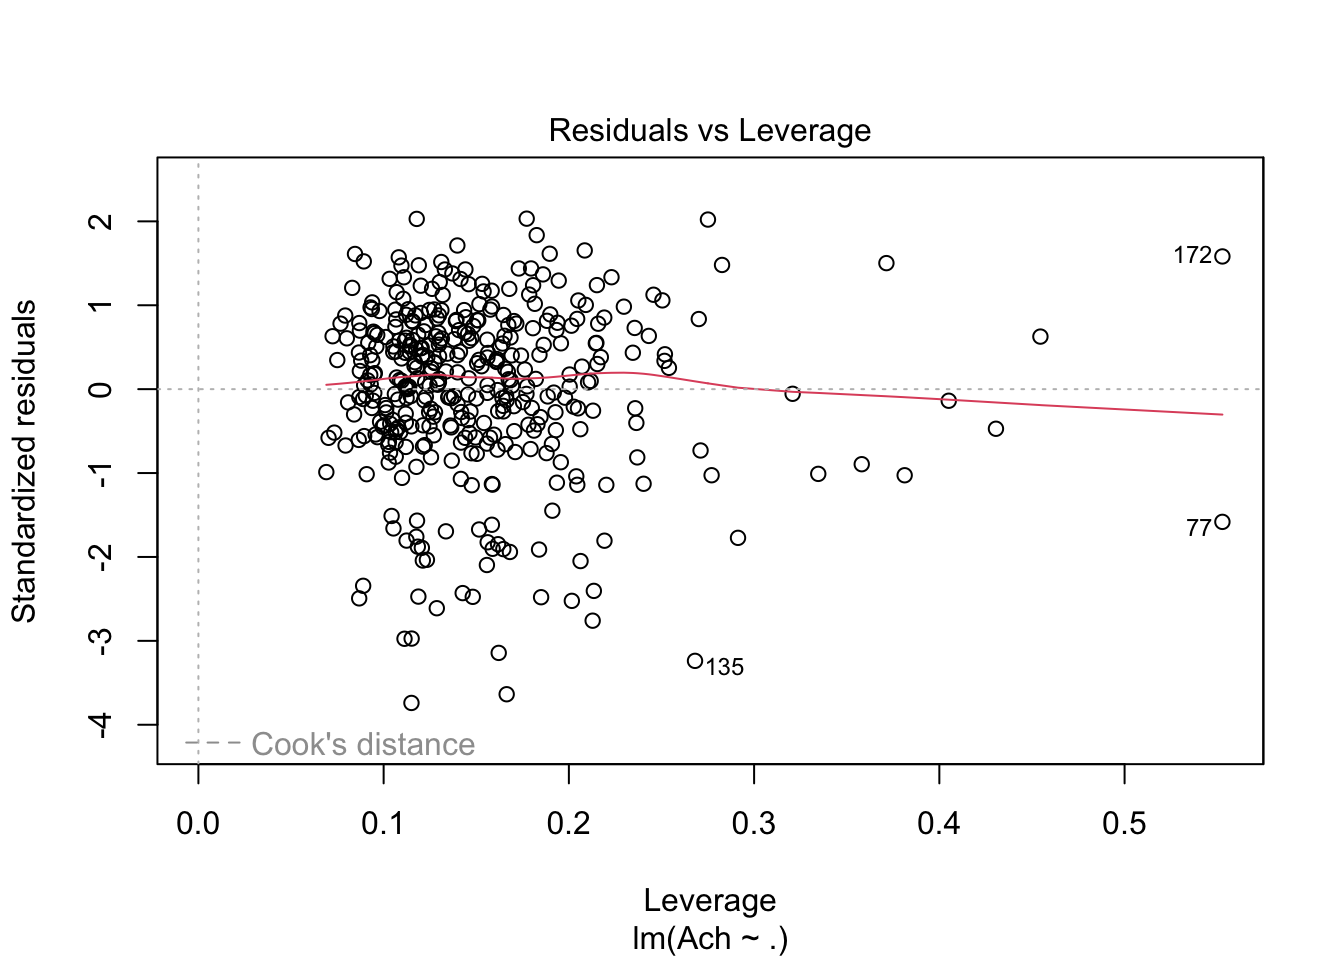 Residuals vs Leverage
Standardized residuals
2
1
0
-1
-2
-3
-4
172
77
135
Cook's distance
0.0 0.1 0.2 0.3 0.4 0.5
Leverage
lm(Ach ~ .)